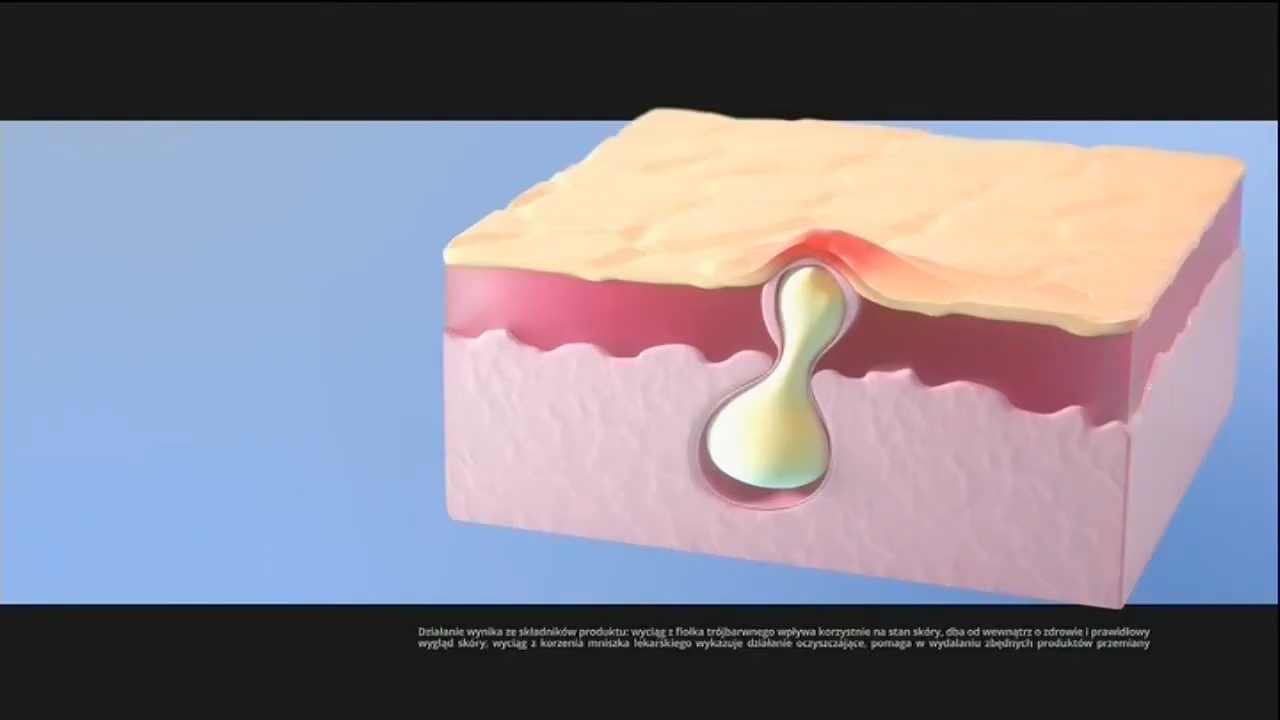 Działanie wynika ze składników produktu: wyciąg z fiołka trójbarwnego wpływa korzystnie na stan skóry, dba od wewnątrz o zdrowie i prawidłowy
wygląd skóry; wyciąg z korzenia mniszka lekarskiego wykazuje działanie oczyszczające, pomaga w wydalaniu zbędnych produktów przemiany